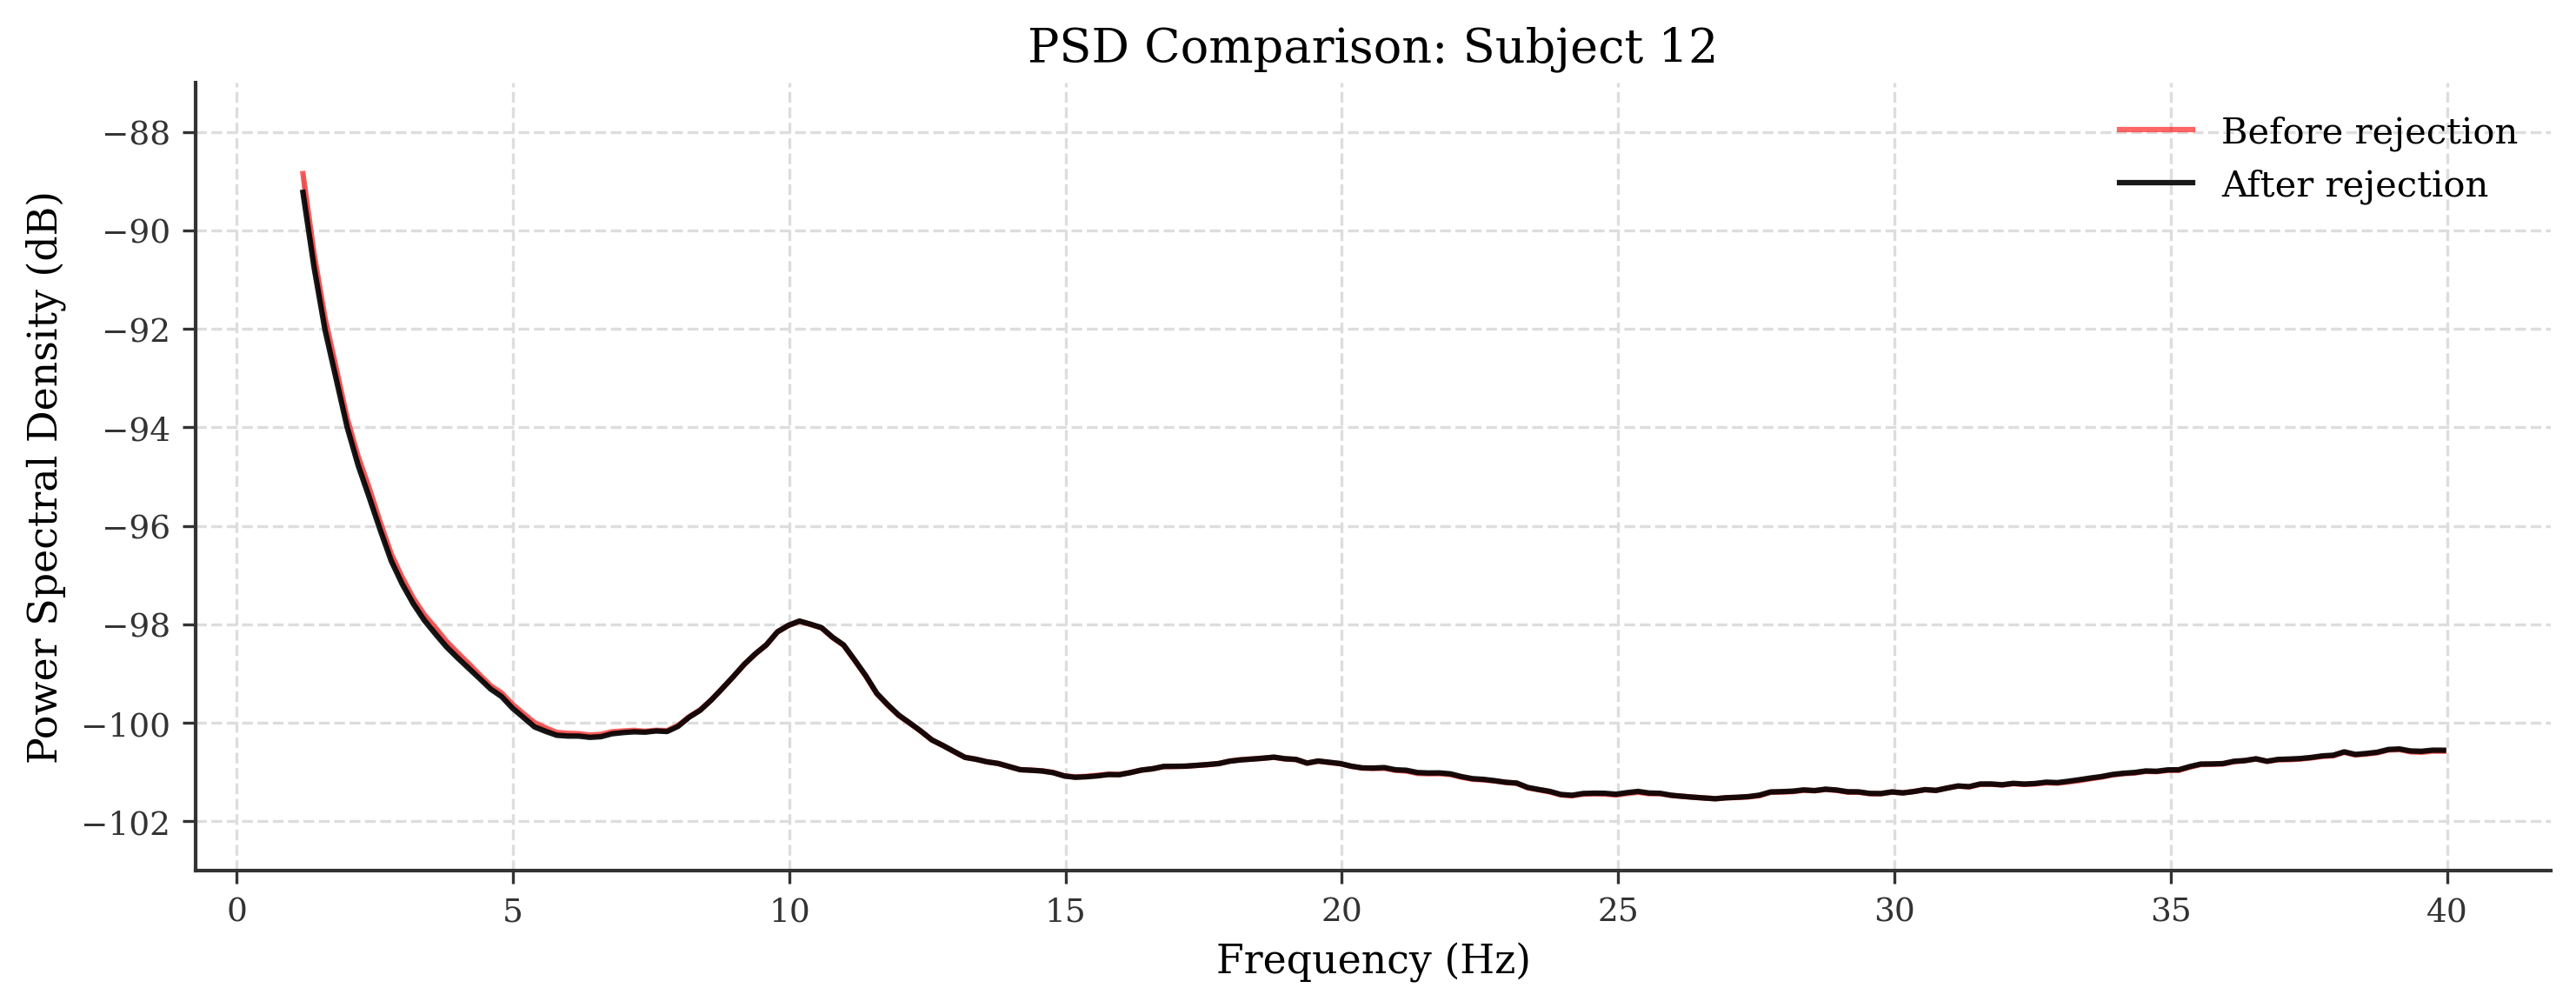 PSD Comparison: Subject 12
Before rejection
After rejection
Power Spectral Density (dB)
−88
−90
−92
−94
−96
−98
−100
−102
0 5 10 15 20 25 30 35 40
Frequency (Hz)